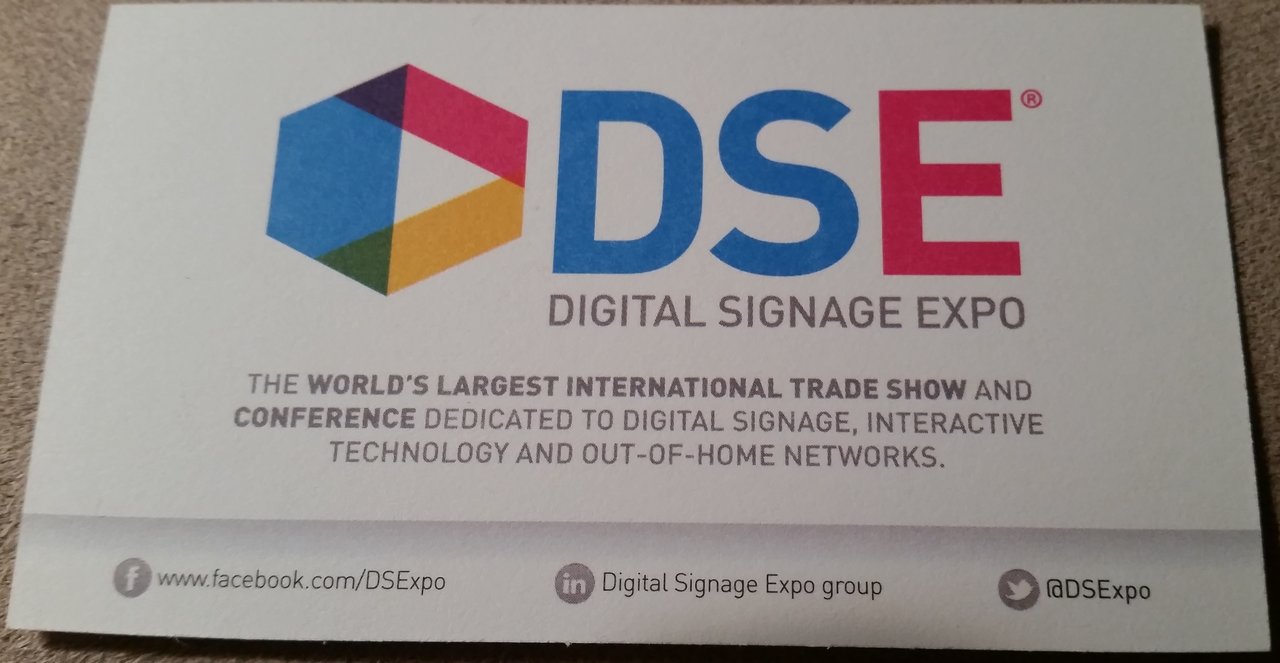 DSE®
DIGITAL SIGNAGE EXPO
THE WORLD'S LARGEST INTERNATIONAL TRADE SHOW AND
CONFERENCE DEDICATED TO DIGITAL SIGNAGE, INTERACTIVE
TECHNOLOGY AND OUT-OF-HOME NETWORKS.
f www.facebook.com/DSExpo in Digital Signage Expo group @DSExpo